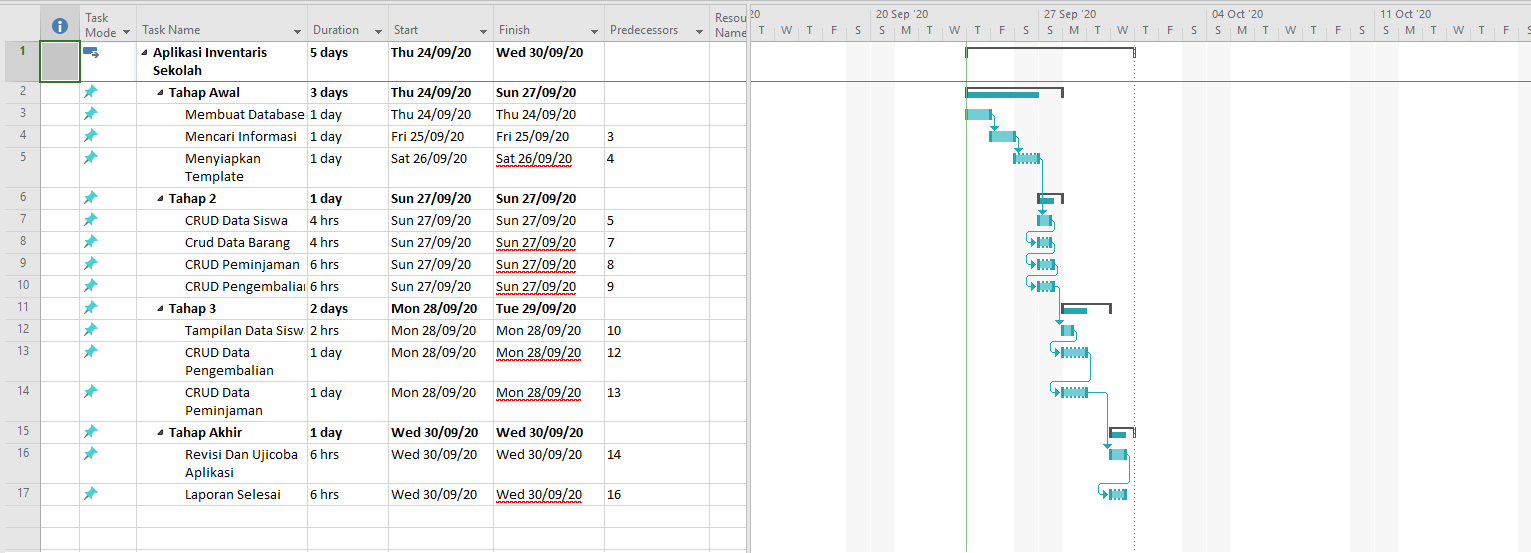 Task Mode Task Name Duration Start Finish Predecessors Resou Name
20 20 Sep '20 27 Sep '20 04 Oct '20 11 Oct '20
T W T F S S M T W T F S S M T W T F S S M T W T F S S M T W T F S
1 Aplikasi Inventaris Sekolah 5 days Thu 24/09/20 Wed 30/09/20
2 Tahap Awal 3 days Thu 24/09/20 Sun 27/09/20
3 Membuat Database 1 day Thu 24/09/20 Thu 24/09/20
4 Mencari Informasi 1 day Fri 25/09/20 Fri 25/09/20 3
5 Menyiapkan Template 1 day Sat 26/09/20 Sat 26/09/20 4
6 Tahap 2 1 day Sun 27/09/20 Sun 27/09/20
7 CRUD Data Siswa 4 hrs Sun 27/09/20 Sun 27/09/20 5
8 Crud Data Barang 4 hrs Sun 27/09/20 Sun 27/09/20 7
9 CRUD Peminjaman 6 hrs Sun 27/09/20 Sun 27/09/20 8
10 CRUD Pengembalia 6 hrs Sun 27/09/20 Sun 27/09/20 9
11 Tahap 3 2 days Mon 28/09/20 Tue 29/09/20
12 Tampilan Data Sisw 2 hrs Mon 28/09/20 Mon 28/09/20 10
13 CRUD Data Pengembalian 1 day Mon 28/09/20 Mon 28/09/20 12
14 CRUD Data Peminjaman 1 day Mon 28/09/20 Mon 28/09/20 13
15 Tahap Akhir 1 day Wed 30/09/20 Wed 30/09/20
16 Revisi Dan Ujicoba Aplikasi 6 hrs Wed 30/09/20 Wed 30/09/20 14
17 Laporan Selesai 6 hrs Wed 30/09/20 Wed 30/09/20 16